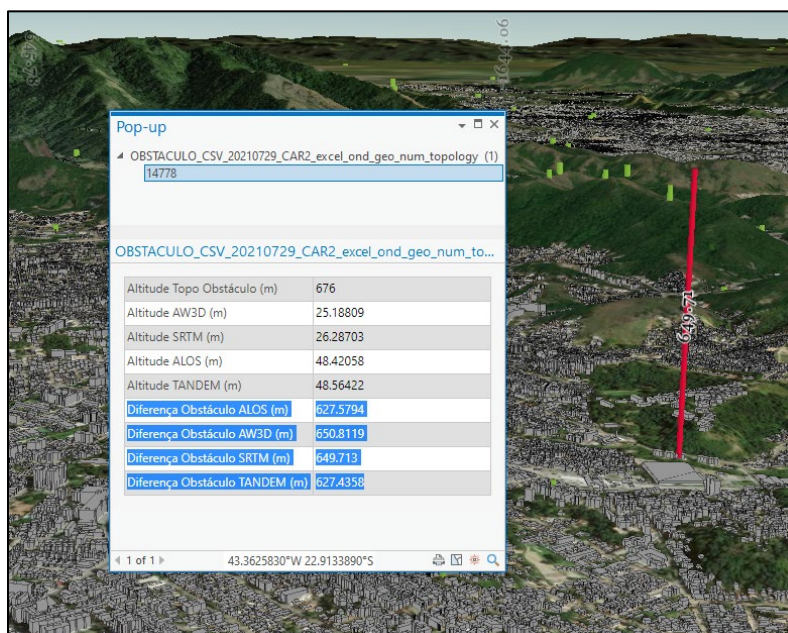 Pop-up
OBSTACULO_CSV_20210729_CAR2_excel_ond_geo_num_topology (1)
14778
OBSTACULO_CSV_20210729_CAR2_excel_ond_geo_num_to...
Altitude Topo Obstáculo (m) 676
Altitude AW3D (m) 25.18809
Altitude SRTM (m) 26.28703
Altitude ALOS (m) 48.42058
Altitude TANDEM (m) 48.56422
Diferença Obstáculo ALOS (m) 627.5794
Diferença Obstáculo AW3D (m) 650.8119
Diferença Obstáculo SRTM (m) 649.713
Diferença Obstáculo TANDEM (m) 627.4358
1 of 1
43.3625830°W 22.9133890°S
649.71